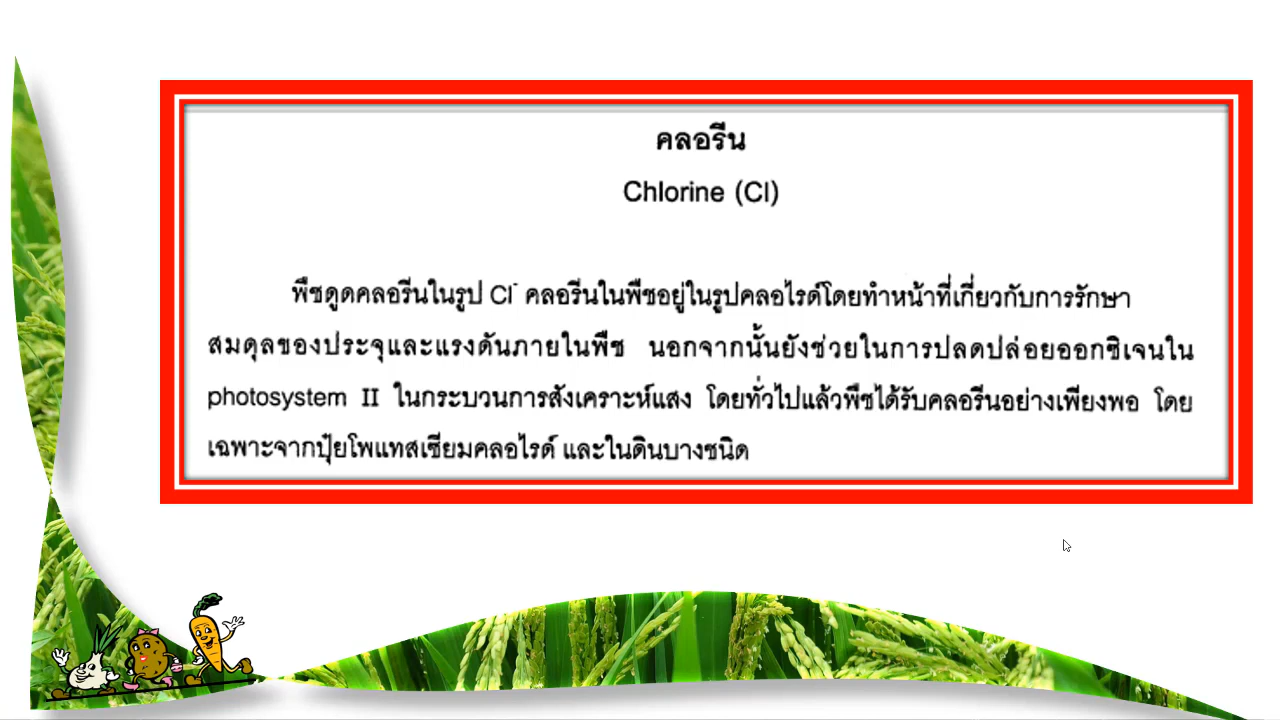 คลอรีน
Chlorine (Cl)
พืชดูดคลอรีนในรูป Cl⁻ คลอรีนในพืชอยู่ในรูปคลอไรด์โดยทำหน้าที่เกี่ยวกับการรักษา
สมดุลของประจุและแรงดันภายในพืช นอกจากนั้นยังช่วยในการปลดปล่อยออกซิเจนใน
photosystem II ในกระบวนการสังเคราะห์แสง โดยทั่วไปแล้วพืชได้รับคลอรีนอย่างเพียงพอ โดย
เฉพาะจากปุ๋ยโพแทสเซียมคลอไรด์ และในดินบางชนิด